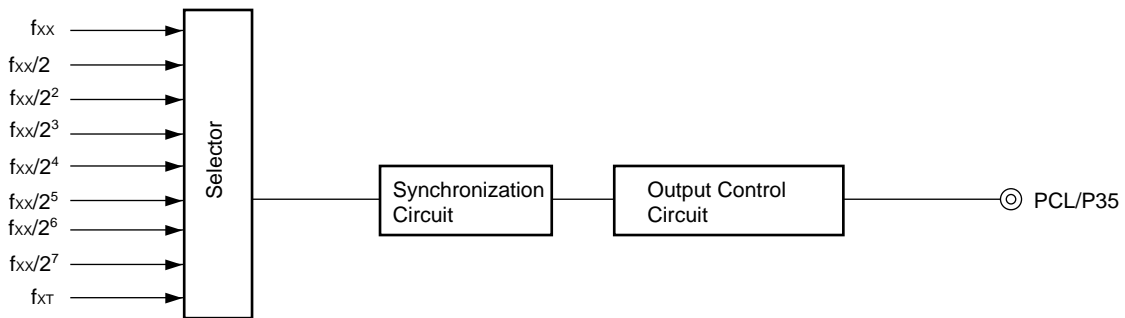 fXX
fXX/2
fXX/2²
fXX/2³
fXX/2⁴
fXX/2⁵
fXX/2⁶
fXX/2⁷
fXT
Selector
Synchronization
Circuit
Output Control
Circuit
PCL/P35